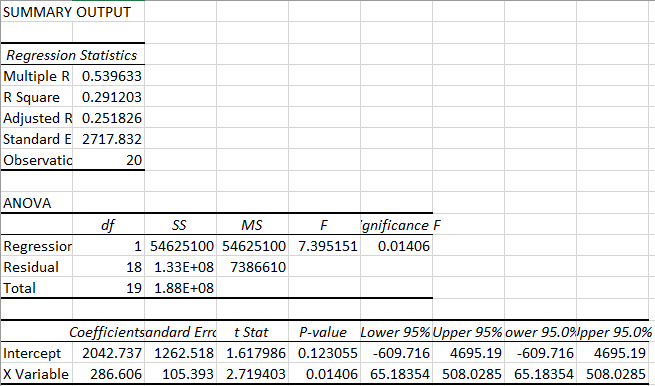 SUMMARY OUTPUT
Regression Statistics
Multiple R 0.539633
R Square 0.291203
Adjusted R 0.251826
Standard E 2717.832
Observatic 20
ANOVA
df SS MS F gnificance F
Regression 1 54625100 54625100 7.395151 0.01406
Residual 18 1.33E+08 7386610
Total 19 1.88E+08
Coefficients andard Erro t Stat P-value Lower 95% Upper 95% ower 95.0% pper 95.0%
Intercept 2042.737 1262.518 1.617986 0.123055 -609.716 4695.19 -609.716 4695.19
X Variable 286.606 105.393 2.719403 0.01406 65.18354 508.0285 65.18354 508.0285